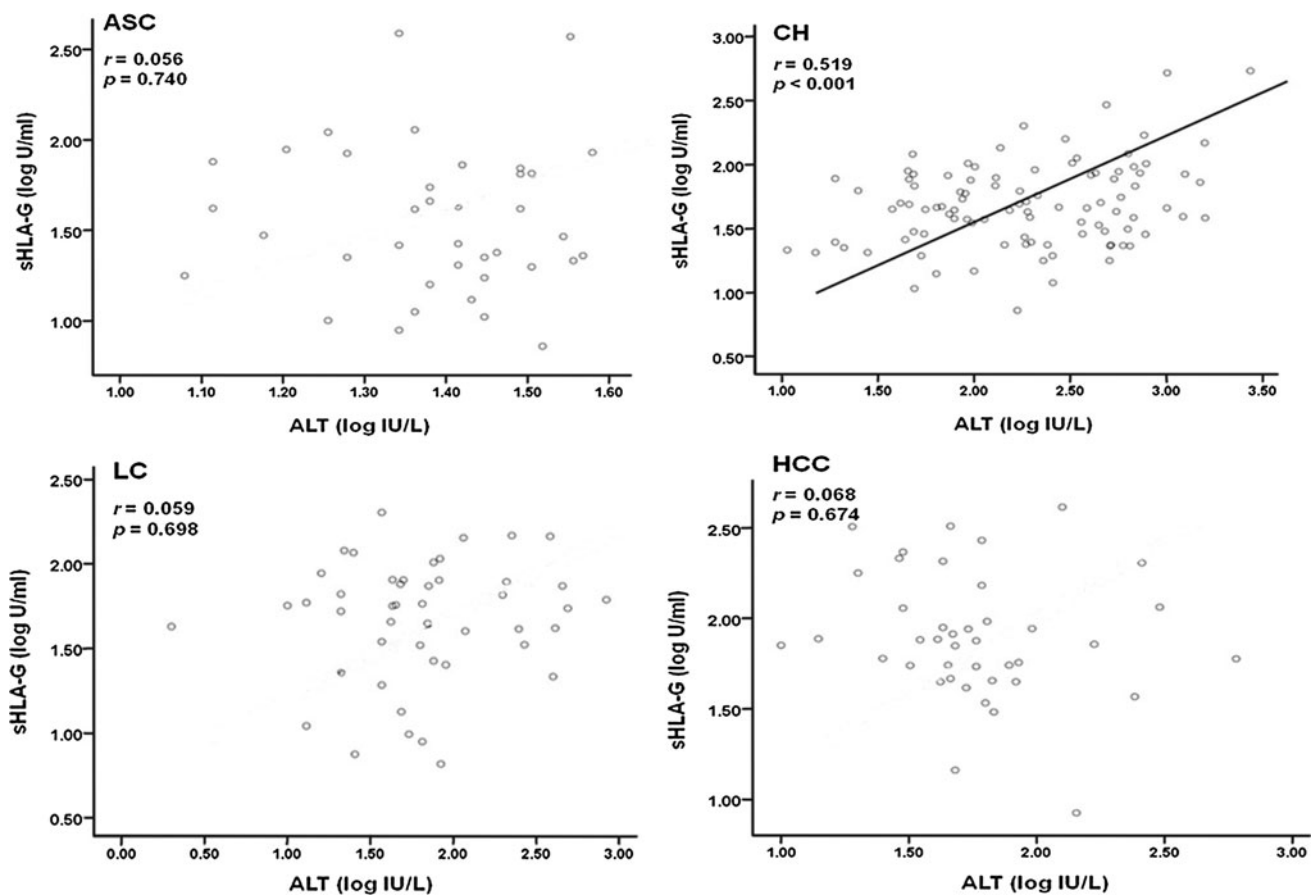 ASC
r = 0.056
p = 0.740
sHLA-G (log U/ml)
2.50
2.00
1.50
1.00
1.00 1.10 1.20 1.30 1.40 1.50 1.60
ALT (log IU/L)
CH
r = 0.519
p < 0.001
sHLA-G (log U/ml)
3.00
2.50
2.00
1.50
1.00
0.50
1.00 1.50 2.00 2.50 3.00 3.50
ALT (log IU/L)
LC
r = 0.059
p = 0.698
sHLA-G (log U/ml)
2.50
2.00
1.50
1.00
0.50
0.00 0.50 1.00 1.50 2.00 2.50 3.00
ALT (log IU/L)
HCC
r = 0.068
p = 0.674
sHLA-G (log U/ml)
2.50
2.00
1.50
1.00
1.00 1.50 2.00 2.50 3.00
ALT (log IU/L)